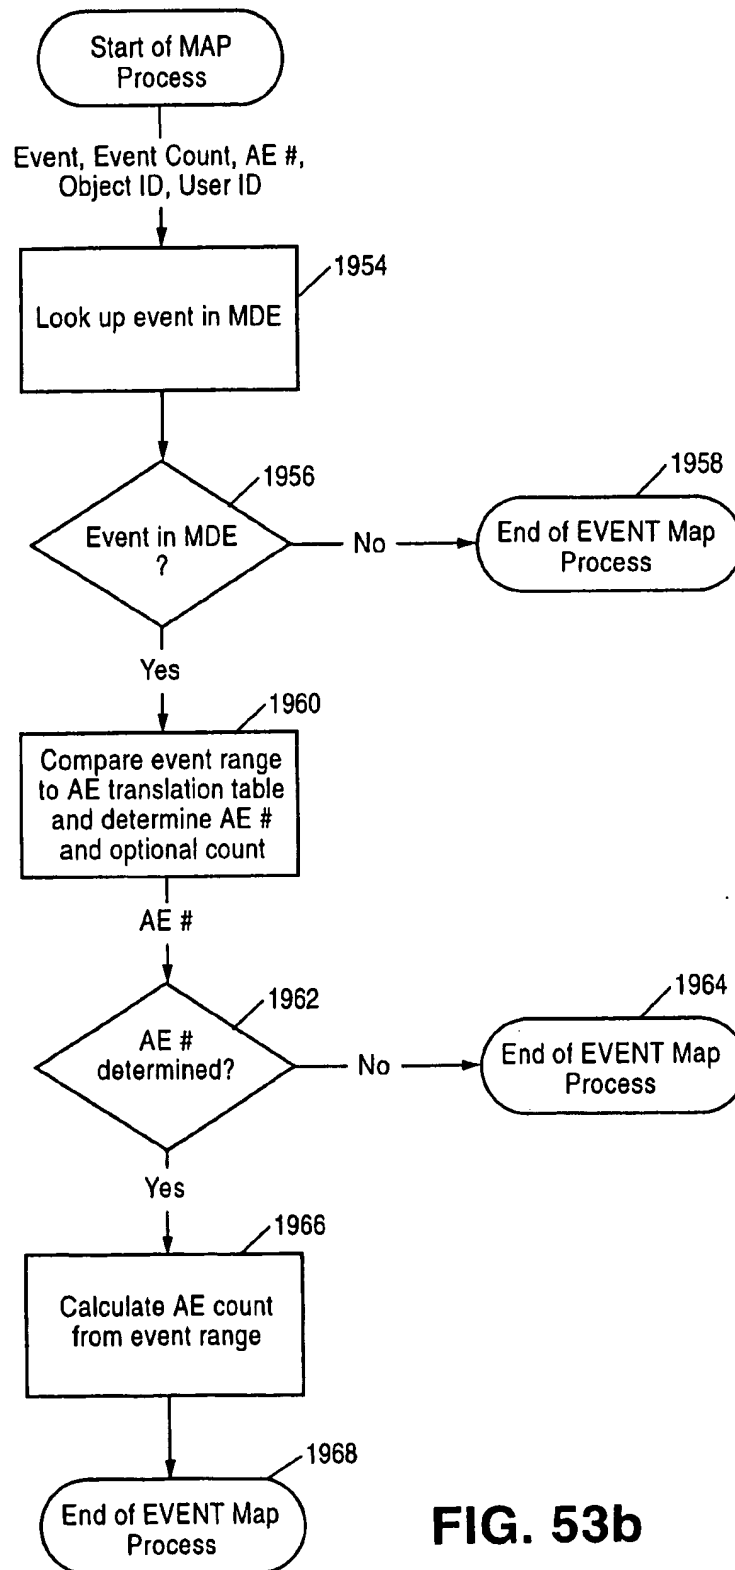 Start of MAP
Process
Event, Event Count, AE #,
Object ID, User ID
1954
Look up event in MDE
1956
Event in MDE
?
No
1958
End of EVENT Map
Process
Yes
1960
Compare event range
to AE translation table
and determine AE #
and optional count
AE #
1962
AE #
determined?
No
1964
End of EVENT Map
Process
Yes
1966
Calculate AE count
from event range
1968
End of EVENT Map
Process
FIG. 53b